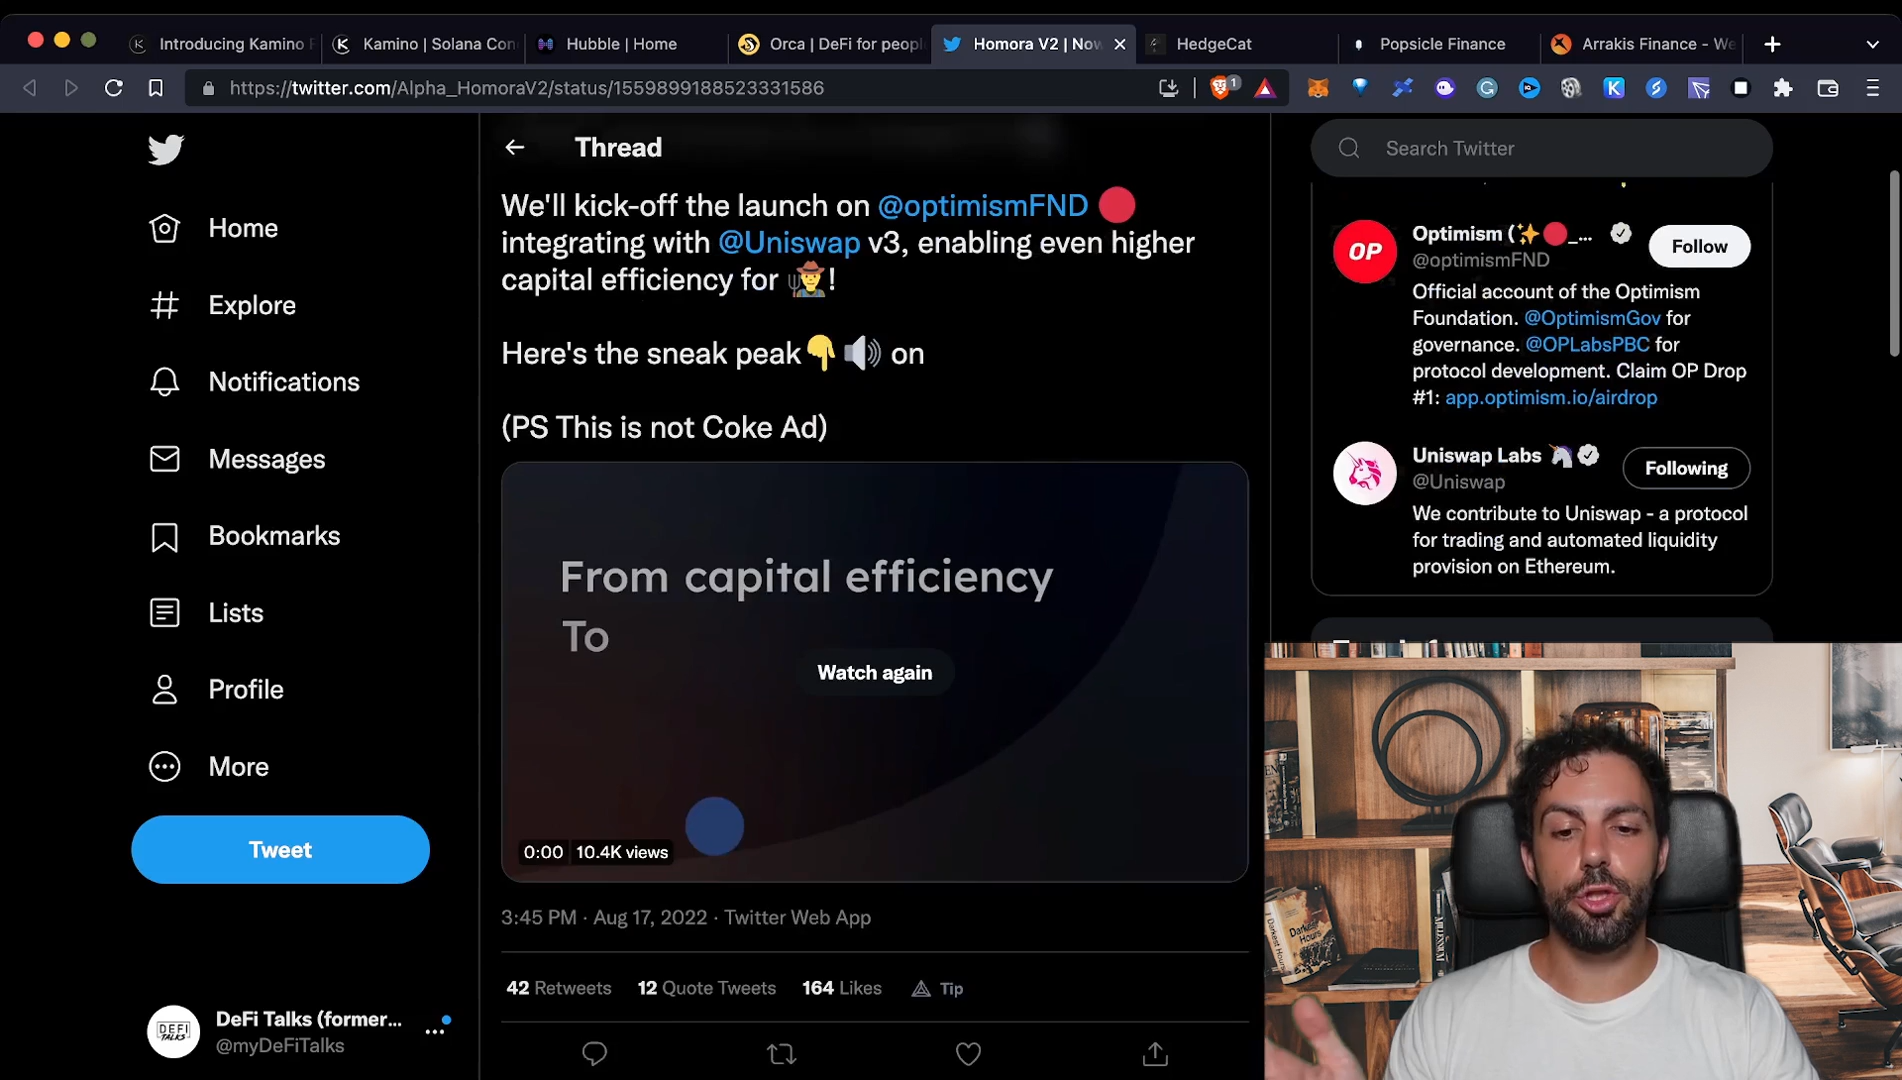 Introducing Kamino F
Kamino | Solana Con
Hubble | Home
Orca | DeFi for peopl
Homora V2 | Now
HedgeCat
Popsicle Finance
Arrakis Finance - We
https://twitter.com/Alpha_HomoraV2/status/1559899188523331586
1
Home
Explore
Notifications
Messages
Bookmarks
Lists
Profile
More
Tweet
DEFI
TALKS
DeFi Talks (former...
@myDeFiTalks
Thread
We'll kick-off the launch on @optimismFND 🔴
integrating with @Uniswap v3, enabling even higher
capital efficiency for 👨‍🌾!
Here's the sneak peak👇🔊 on
(PS This is not Coke Ad)
From capital efficiency
To
Watch again
0:00
10.4K views
3:45 PM · Aug 17, 2022 · Twitter Web App
42 Retweets
12 Quote Tweets
164 Likes
Tip
Search Twitter
OP
Optimism (✨🔴_...
Follow
@optimismFND
Official account of the Optimism
Foundation. @OptimismGov for
governance. @OPLabsPBC for
protocol development. Claim OP Drop
#1: app.optimism.io/airdrop
Uniswap Labs 🦄
Following
@Uniswap
We contribute to Uniswap - a protocol
for trading and automated liquidity
provision on Ethereum.
Darkest
Hours